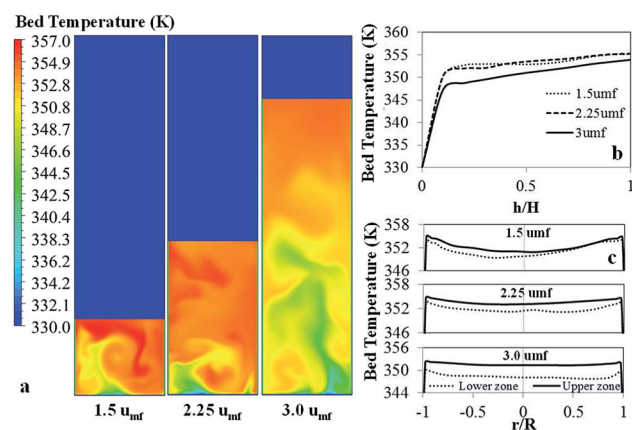 Bed Temperature (K)
357.0
354.9
352.8
350.8
348.7
346.6
344.5
342.5
340.4
338.3
336.2
334.2
332.1
330.0
a
1.5 umf
2.25 umf
3.0 umf
Bed Temperature (K)
360
355
350
345
340
335
330
1.5umf
2.25umf
3umf
b
0
0.5
1
h/H
Bed Temperature (K)
358
352
346
1.5 umf
c
358
352
346
2.25 umf
356
350
344
3.0 umf
Lower zone
Upper zone
-1
-0.5
0
0.5
1
r/R